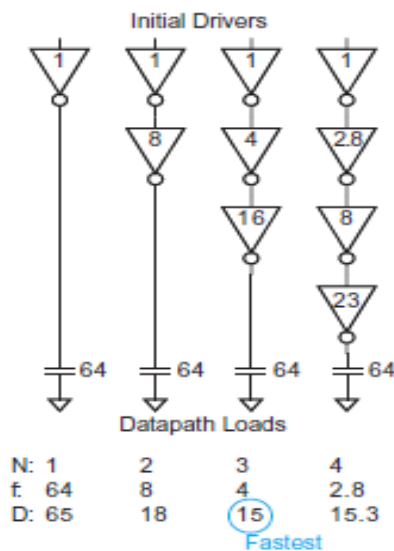 Initial Drivers
1 1 1 1
8 4 2.8
16 8
23
64 64 64 64
Datapath Loads
N: 1 2 3 4
f: 64 8 4 2.8
D: 65 18 15 15.3
Fastest